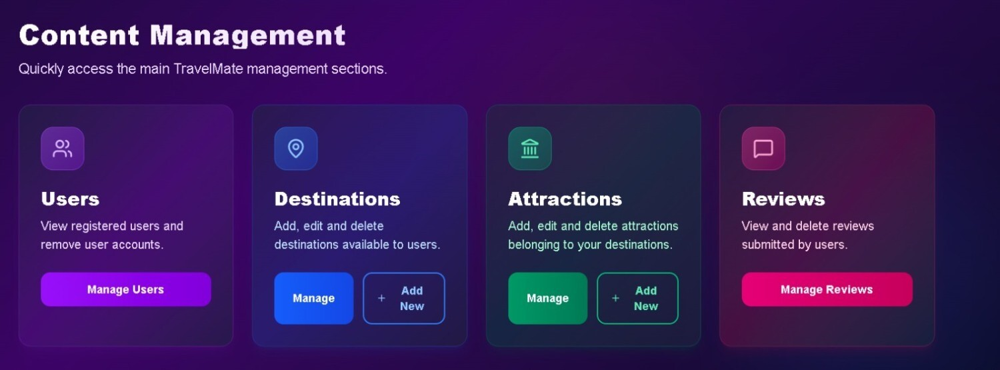 Content Management
Quickly access the main TravelMate management sections.
Users
View registered users and
remove user accounts.
Manage Users
Destinations
Add, edit and delete
destinations available to users.
Manage
+ Add
New
Attractions
Add, edit and delete attractions
belonging to your destinations.
Manage
+ Add
New
Reviews
View and delete reviews
submitted by users.
Manage Reviews